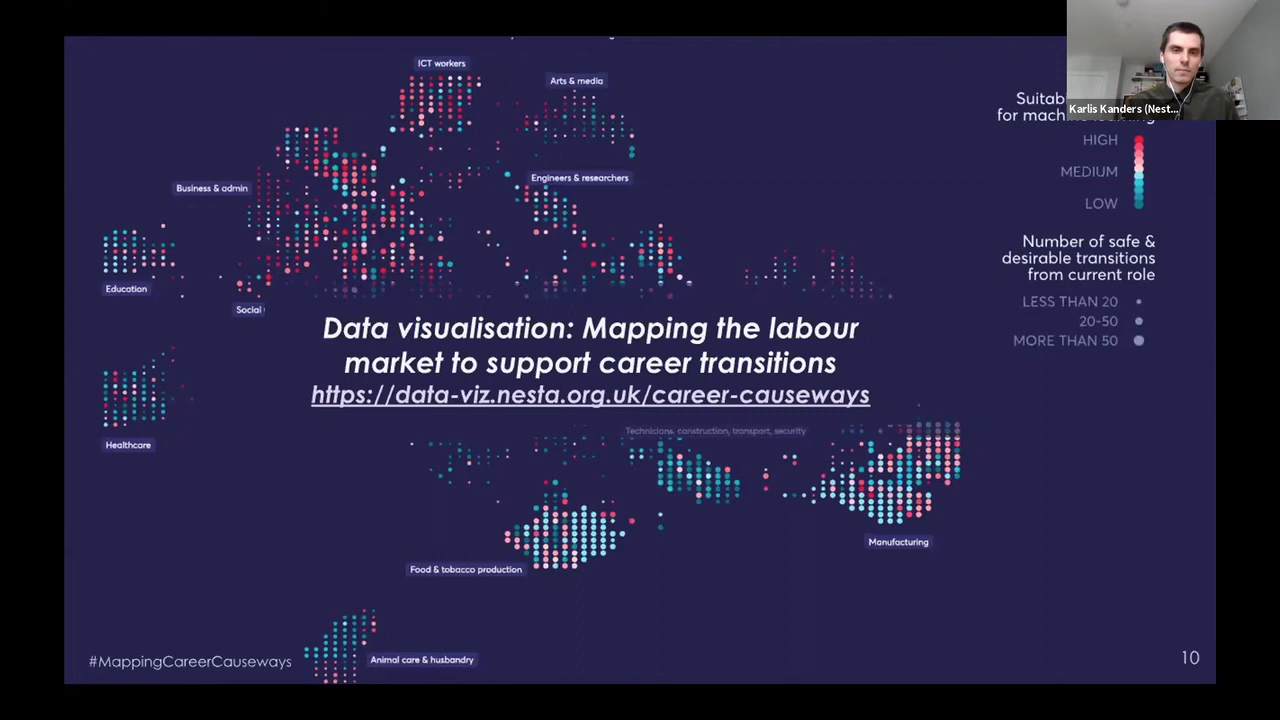 ICT workers
Arts & media
Karlis Kanders (Nest...
Suitab
for mach
HIGH
Business & admin
Engineers & researchers
MEDIUM
LOW
Number of safe &
desirable transitions
from current role
Education
LESS THAN 20
Social
20-50
MORE THAN 50
Data visualisation: Mapping the labour
market to support career transitions
https://data-viz.nesta.org.uk/career-causeways
Technicians, construction, transport, security
Healthcare
Manufacturing
Food & tobacco production
Animal care & husbandry
#MappingCareerCauseways
10